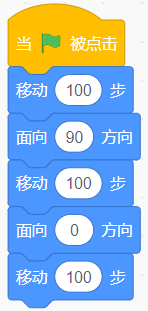 当 被点击
移动 100 步
面向 90 方向
移动 100 步
面向 0 方向
移动 100 步